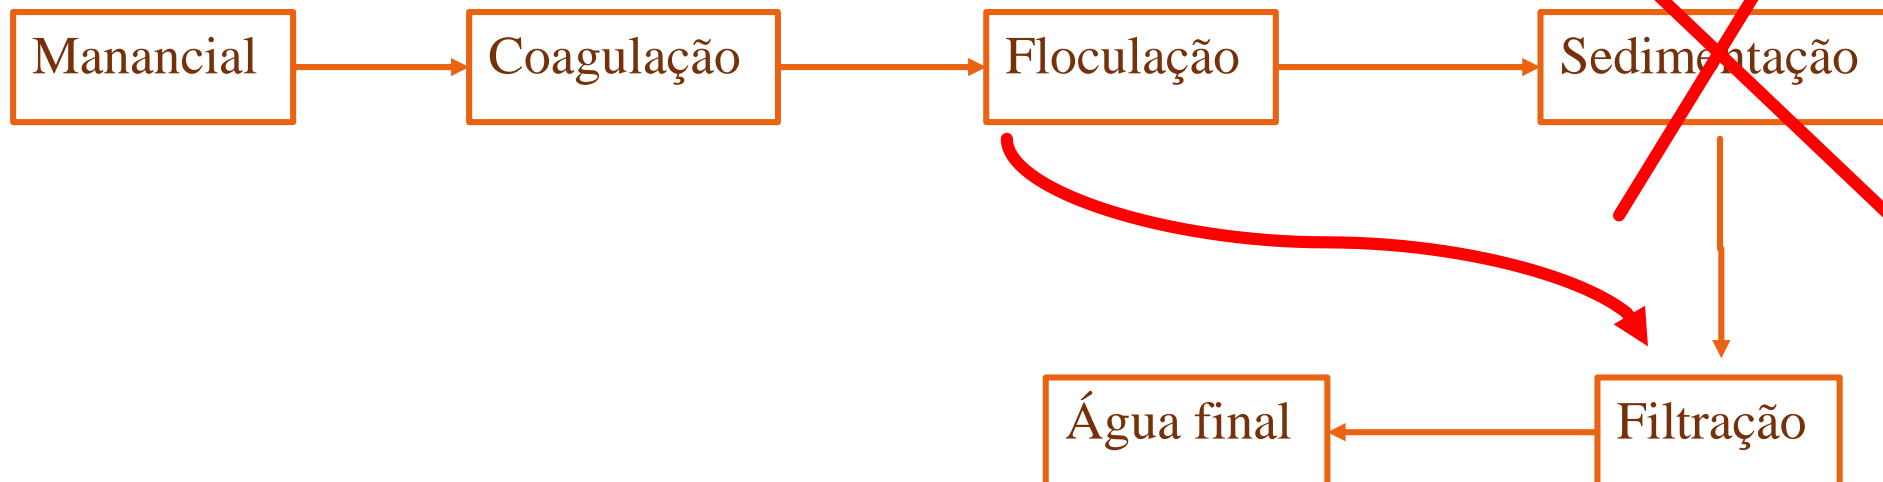 Manancial
Coagulação
Floculação
Sedimentação
Água final
Filtração